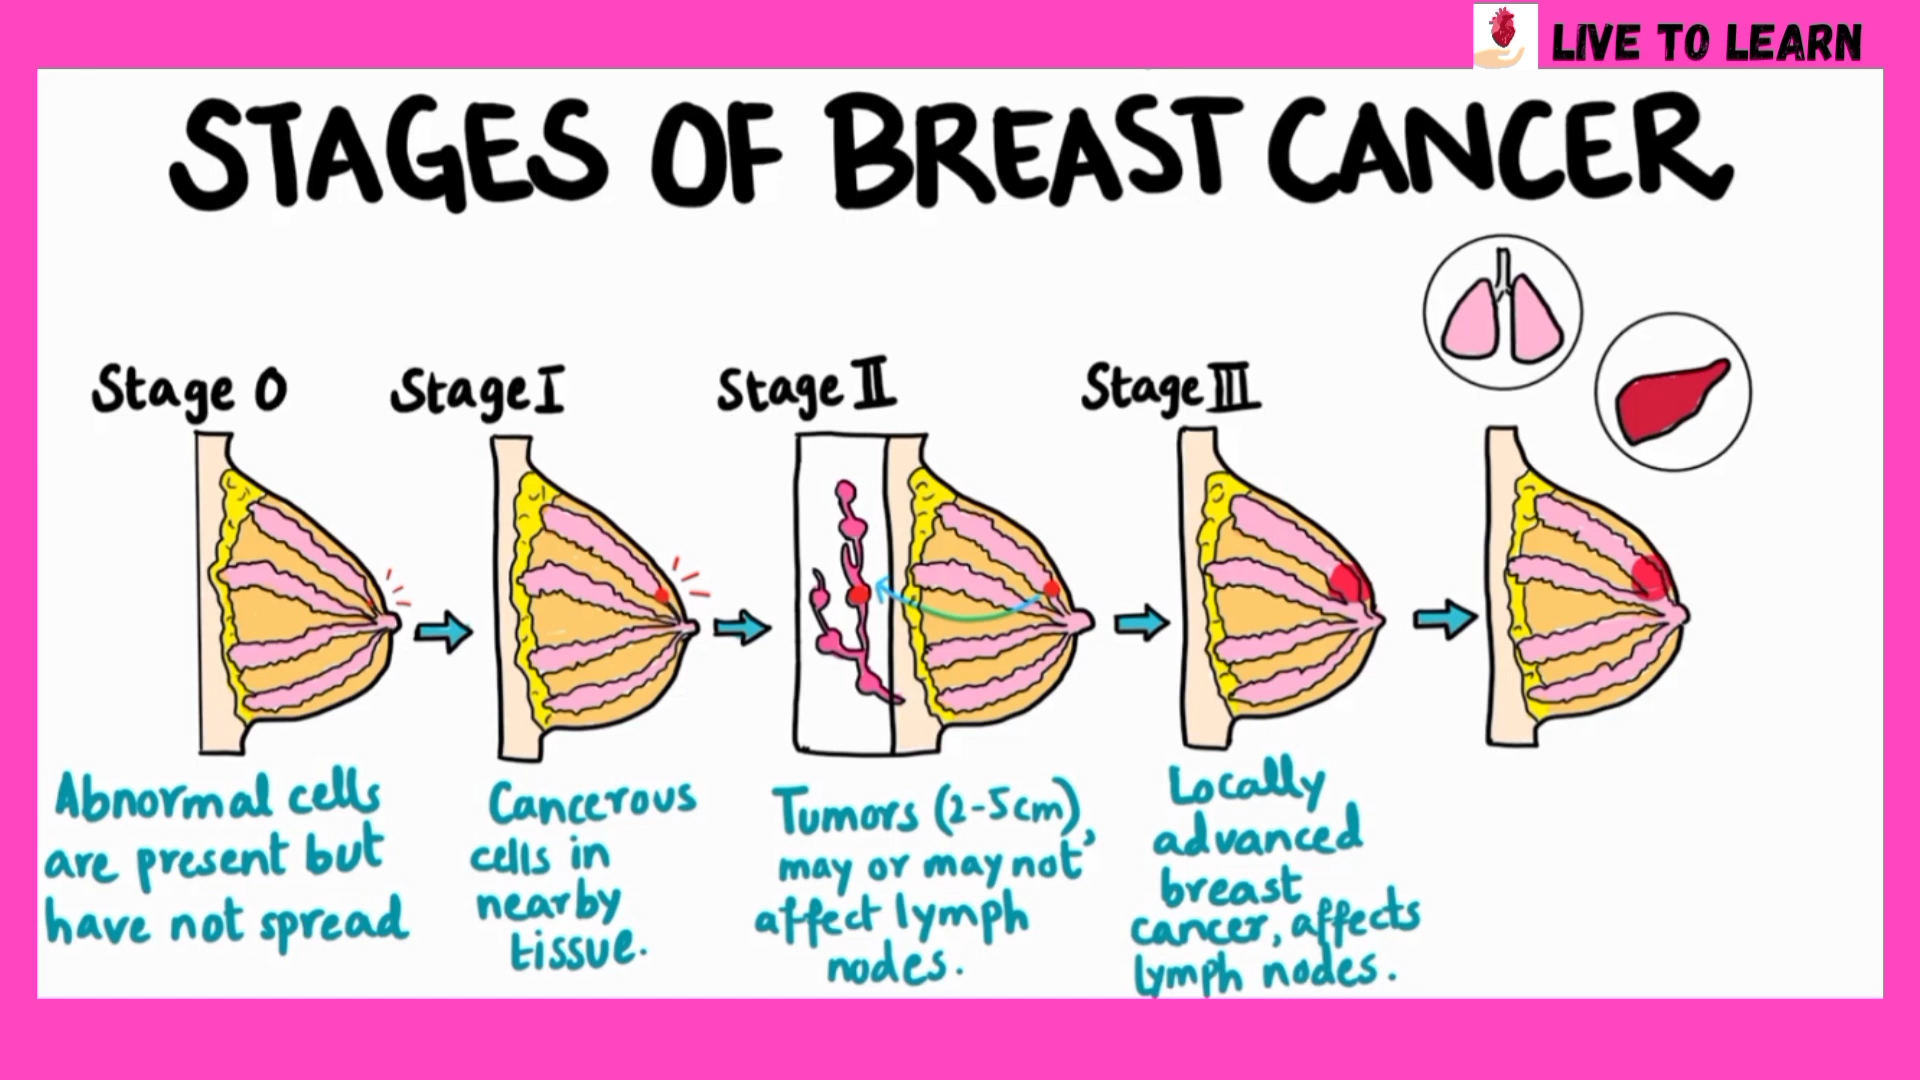 LIVE TO LEARN
STAGES OF BREAST CANCER
Stage 0
Abnormal cells
are present but
have not spread
Stage I
Cancerous
cells in
nearby
tissue.
Stage II
Tumors (2-5cm),
may or may not
affect lymph
nodes.
Stage III
Locally
advanced
breast
cancer, affects
lymph nodes.